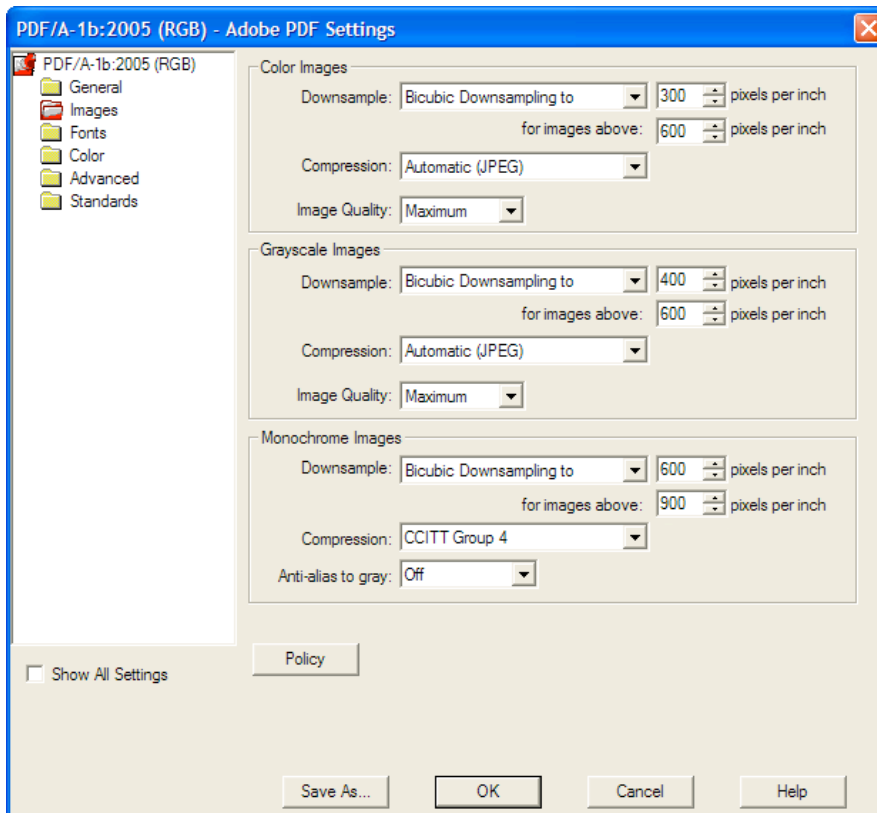 PDF/A-1b:2005 (RGB) - Adobe PDF Settings
PDF/A-1b:2005 (RGB)
General
Images
Fonts
Color
Advanced
Standards
Show All Settings
Color Images
Downsample: Bicubic Downsampling to 300 pixels per inch
for images above: 600 pixels per inch
Compression: Automatic (JPEG)
Image Quality: Maximum
Grayscale Images
Downsample: Bicubic Downsampling to 400 pixels per inch
for images above: 600 pixels per inch
Compression: Automatic (JPEG)
Image Quality: Maximum
Monochrome Images
Downsample: Bicubic Downsampling to 600 pixels per inch
for images above: 900 pixels per inch
Compression: CCITT Group 4
Anti-alias to gray: Off
Policy
Save As... OK Cancel Help